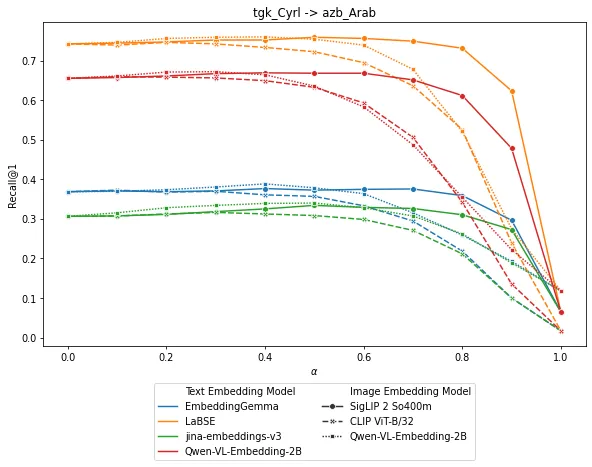 tgk_Cyrl -> azb_Arab
Recall@1
0.7
0.6
0.5
0.4
0.3
0.2
0.1
0.0
0.0 0.2 0.4 0.6 0.8 1.0
α
Text Embedding Model
EmbeddingGemma
LaBSE
jina-embeddings-v3
Qwen-VL-Embedding-2B
Image Embedding Model
SigLIP 2 So400m
CLIP ViT-B/32
Qwen-VL-Embedding-2B